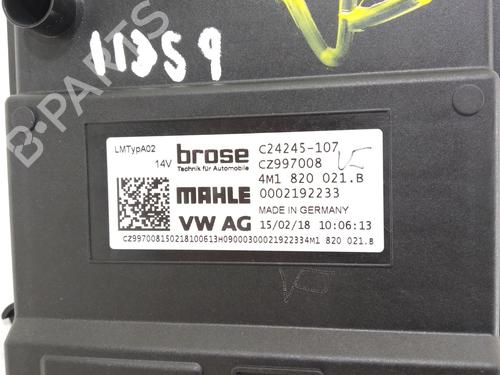 LMTypA02
14V
brose
Technik für Automobile
MAHLE
VW AG
C24245-107
CZ997008
4M1 820 021.B
0002192233
MADE IN GERMANY
15/02/18 10:06:13
CZ99700815021810061​3H09000300021922334M1 820 021.B
B-PARTS